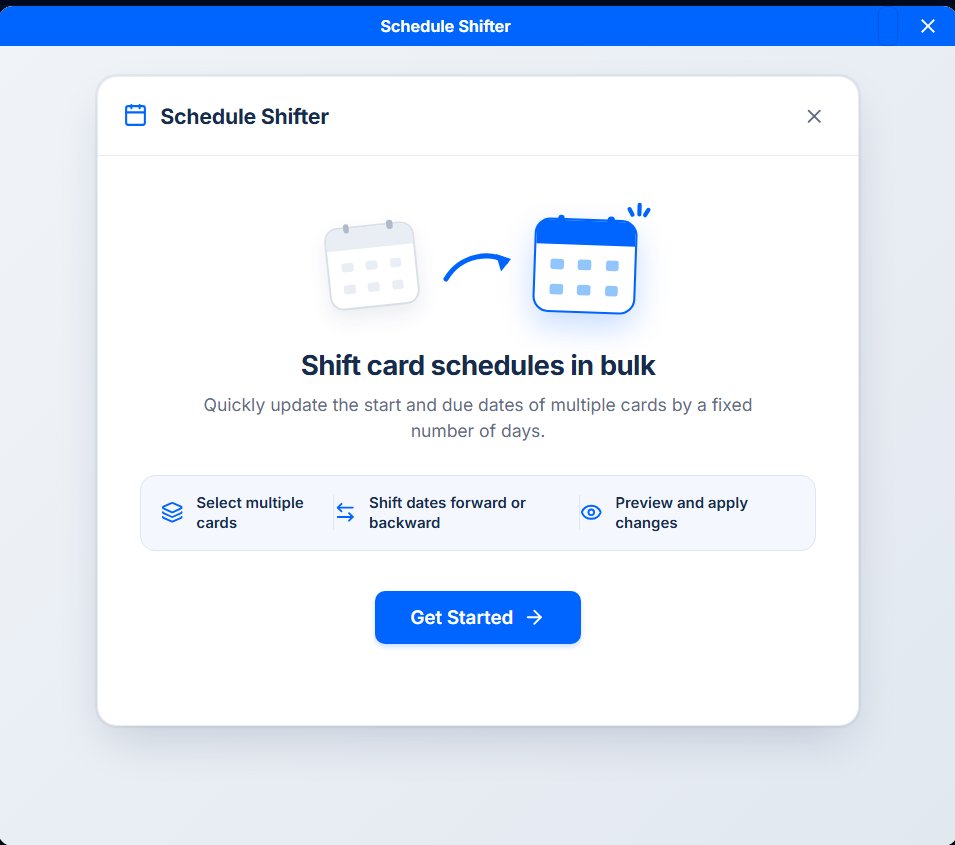 Schedule Shifter
Schedule Shifter
Shift card schedules in bulk
Quickly update the start and due dates of multiple cards by a fixed
number of days.
Select multiple
cards
Shift dates forward or
backward
Preview and apply
changes
Get Started